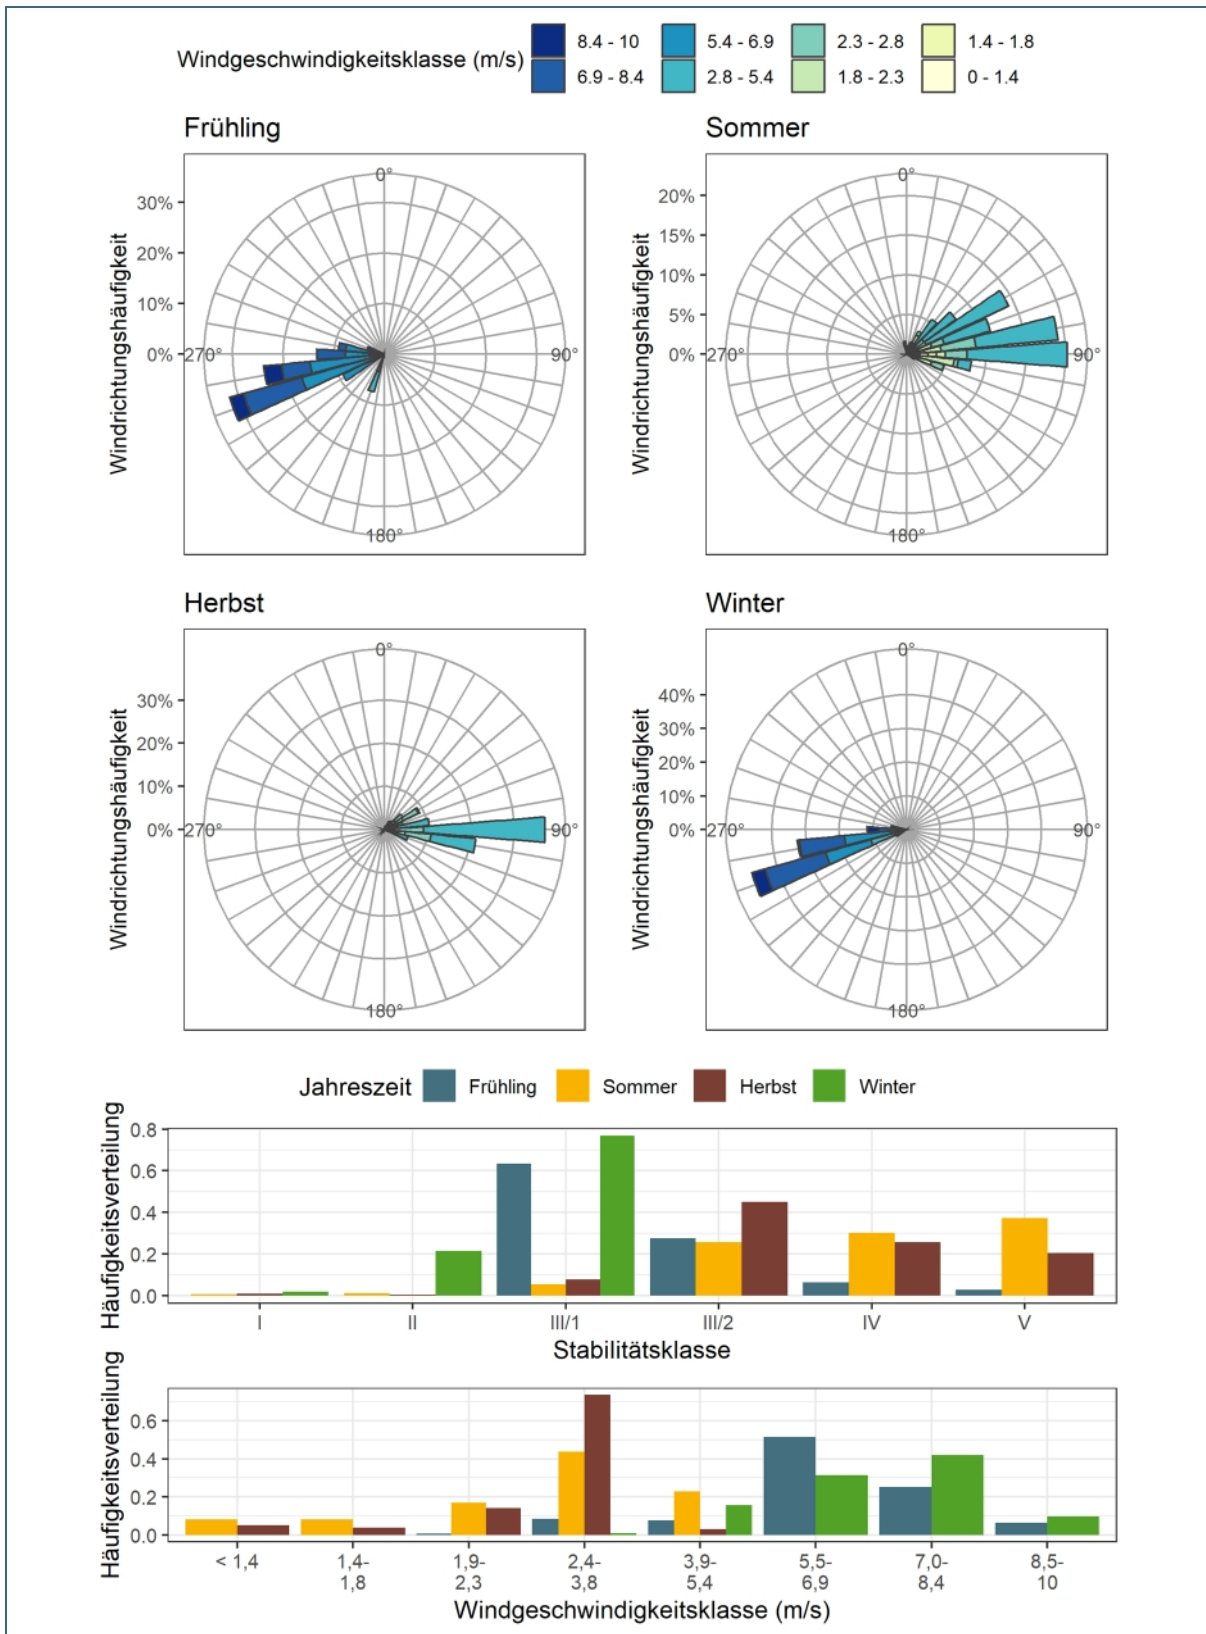 Windgeschwindigkeitsklasse (m/s)
8.4 - 10
5.4 - 6.9
2.3 - 2.8
1.4 - 1.8
6.9 - 8.4
2.8 - 5.4
1.8 - 2.3
0 - 1.4
Frühling
Windrichtungshäufigkeit
30%
20%
10%
0%
0°
90°
180°
270°
Sommer
Windrichtungshäufigkeit
20%
15%
10%
5%
0%
0°
90°
180°
270°
Herbst
Windrichtungshäufigkeit
30%
20%
10%
0%
0°
90°
180°
270°
Winter
Windrichtungshäufigkeit
40%
30%
20%
10%
0%
0°
90°
180°
270°
Jahreszeit
Frühling
Sommer
Herbst
Winter
Häufigkeitsverteilung
0.8
0.6
0.4
0.2
0.0
I
II
III/1
III/2
IV
V
Stabilitätsklasse
Häufigkeitsverteilung
0.6
0.4
0.2
0.0
< 1,4
1,4-
1,8
1,9-
2,3
2,4-
3,8
3,9-
5,4
5,5-
6,9
7,0-
8,4
8,5-
10
Windgeschwindigkeitsklasse (m/s)